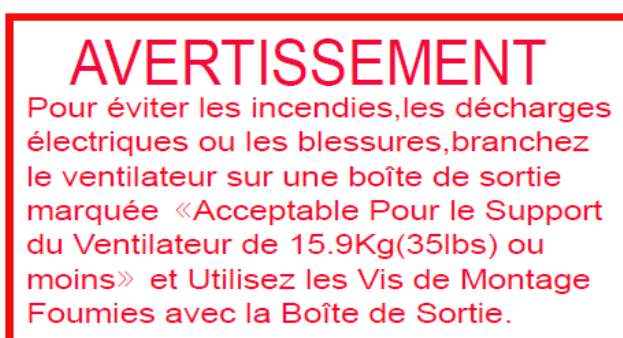 AVERTISSEMENT
Pour éviter les incendies,les décharges
électriques ou les blessures,branchez
le ventilateur sur une boîte de sortie
marquée «Acceptable Pour le Support
du Ventilateur de 15.9Kg(35lbs) ou
moins» et Utilisez les Vis de Montage
Foumies avec la Boîte de Sortie.